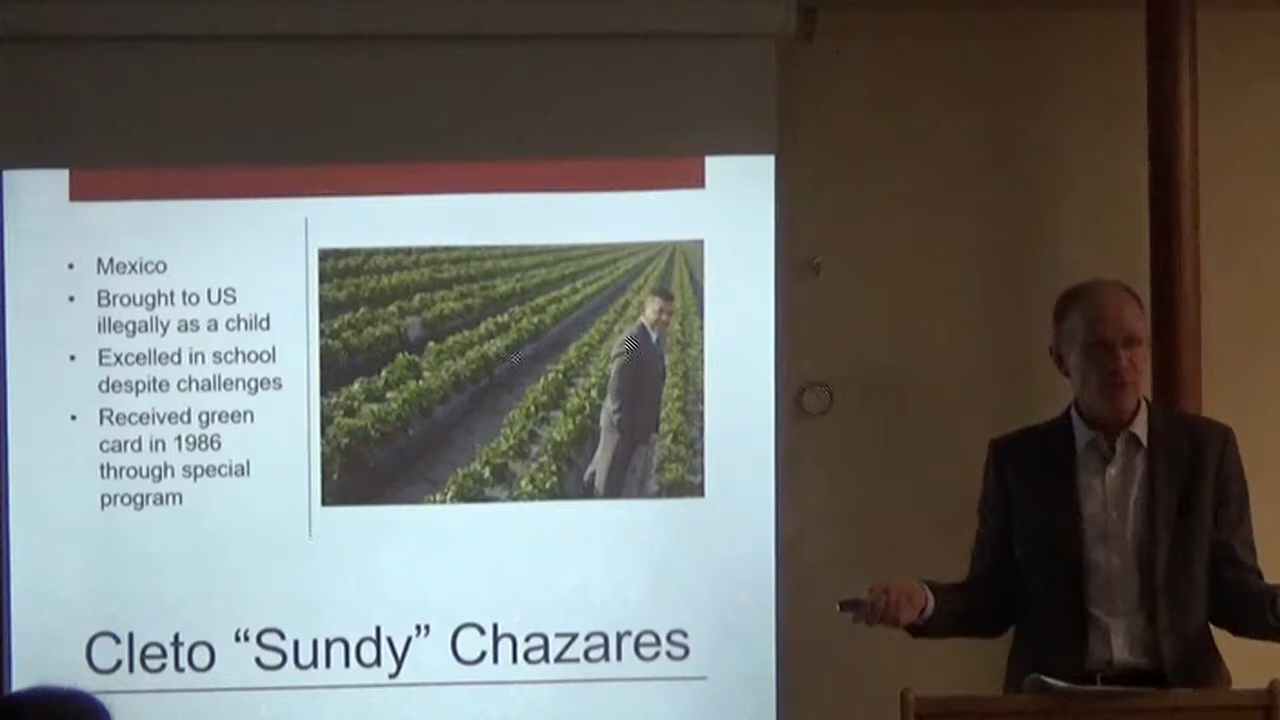 • Mexico
• Brought to US
illegally as a child
• Excelled in school
despite challenges
• Received green
card in 1986
through special
program
Cleto “Sundy” Chazares